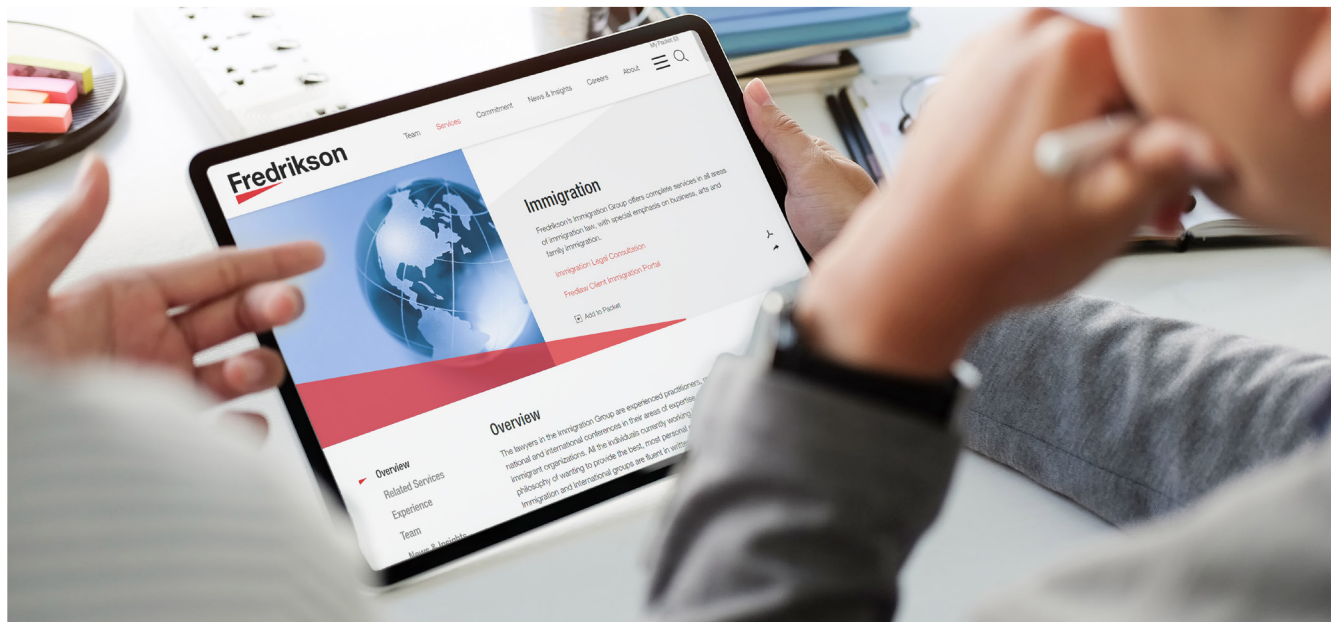 My Packet (0)
Team Services Commitment News & Insights Careers About
Fredrikson
Immigration
Fredrikson's Immigration Group offers complete services in all areas
of immigration law, with special emphasis on business, arts and
family immigration.
Immigration Legal Consultation
Fredlaw Client Immigration Portal
Add to Packet
Overview
Related Services
Experience
Team
News & Insights
Overview
The lawyers in the Immigration Group are experienced practitioners,
national and international conferences in their areas of expertise
immigrant organizations. All the individuals currently working
philosophy of wanting to provide the best, most personal
Immigration and International groups are fluent in written